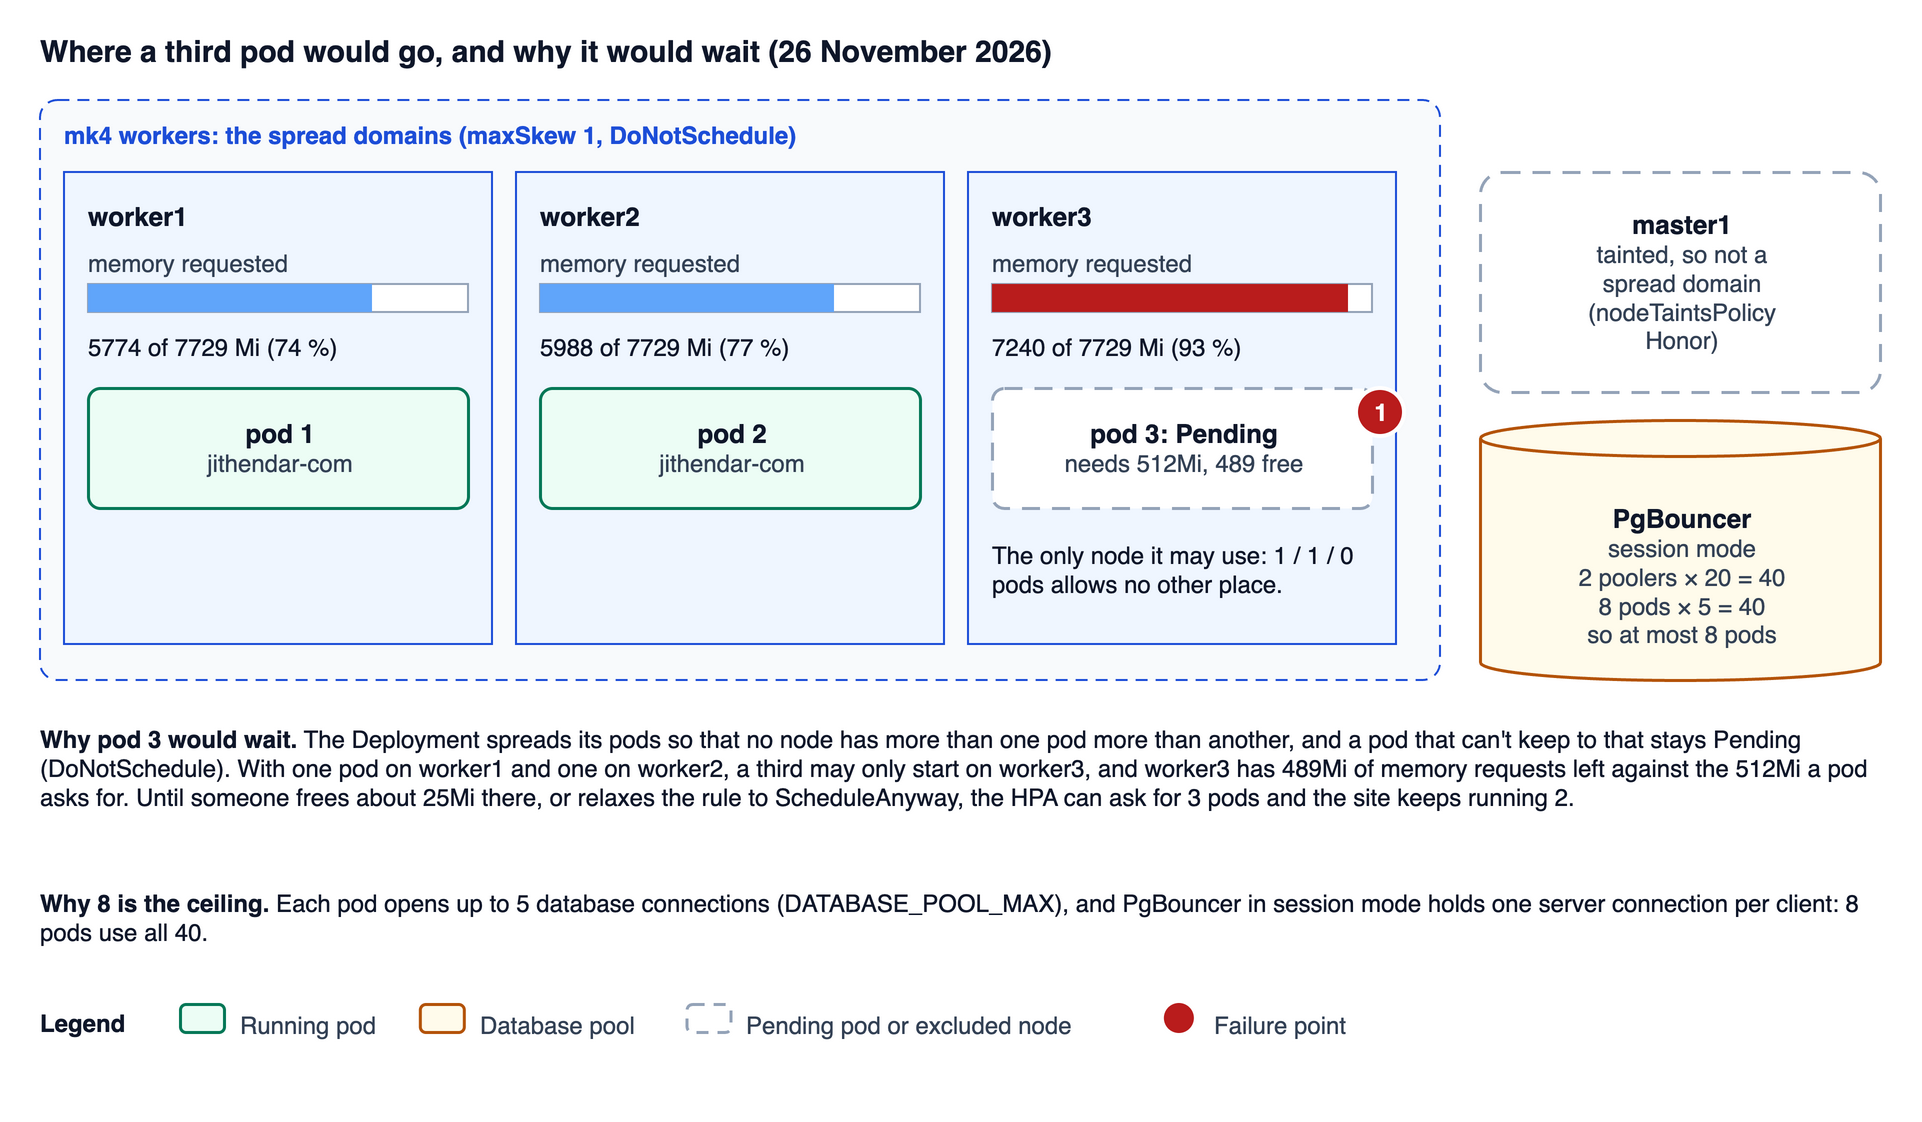 Where a third pod would go, and why it would wait (26 November 2026)
mk4 workers: the spread domains (maxSkew 1, DoNotSchedule)
worker1
memory requested
5774 of 7729 Mi (74 %)
pod 1
jithendar-com
worker2
memory requested
5988 of 7729 Mi (77 %)
pod 2
jithendar-com
worker3
memory requested
7240 of 7729 Mi (93 %)
1
pod 3: Pending
needs 512Mi, 489 free
The only node it may use: 1 / 1 / 0
pods allows no other place.
master1
tainted, so not a
spread domain
(nodeTaintsPolicy
Honor)
PgBouncer
session mode
2 poolers × 20 = 40
8 pods × 5 = 40
so at most 8 pods
Why pod 3 would wait. The Deployment spreads its pods so that no node has more than one pod more than another, and a pod that can't keep to that stays Pending
(DoNotSchedule). With one pod on worker1 and one on worker2, a third may only start on worker3, and worker3 has 489Mi of memory requests left against the 512Mi a pod
asks for. Until someone frees about 25Mi there, or relaxes the rule to ScheduleAnyway, the HPA can ask for 3 pods and the site keeps running 2.
Why 8 is the ceiling. Each pod opens up to 5 database connections (DATABASE_POOL_MAX), and PgBouncer in session mode holds one server connection per client: 8
pods use all 40.
Legend
Running pod
Database pool
Pending pod or excluded node
Failure point